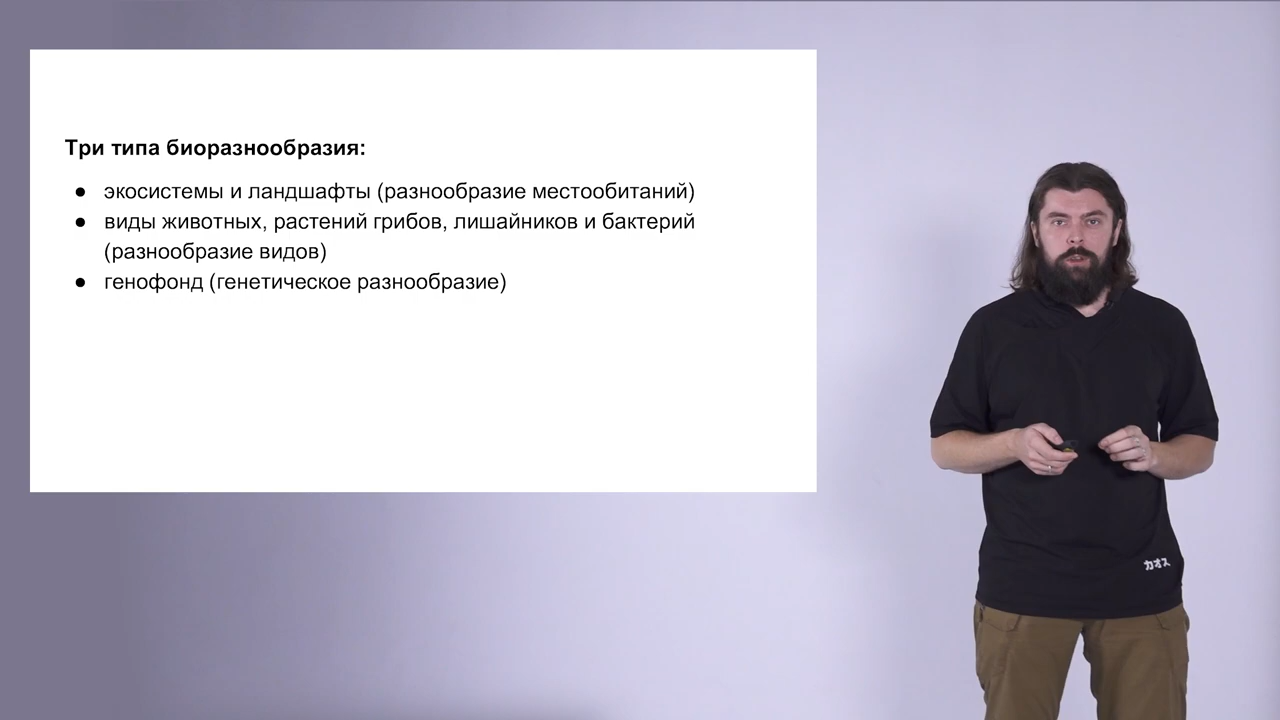 Три типа биоразнообразия:
● экосистемы и ландшафты (разнообразие местообитаний)
● виды животных, растений грибов, лишайников и бактерий
(разнообразие видов)
● генофонд (генетическое разнообразие)
カオス